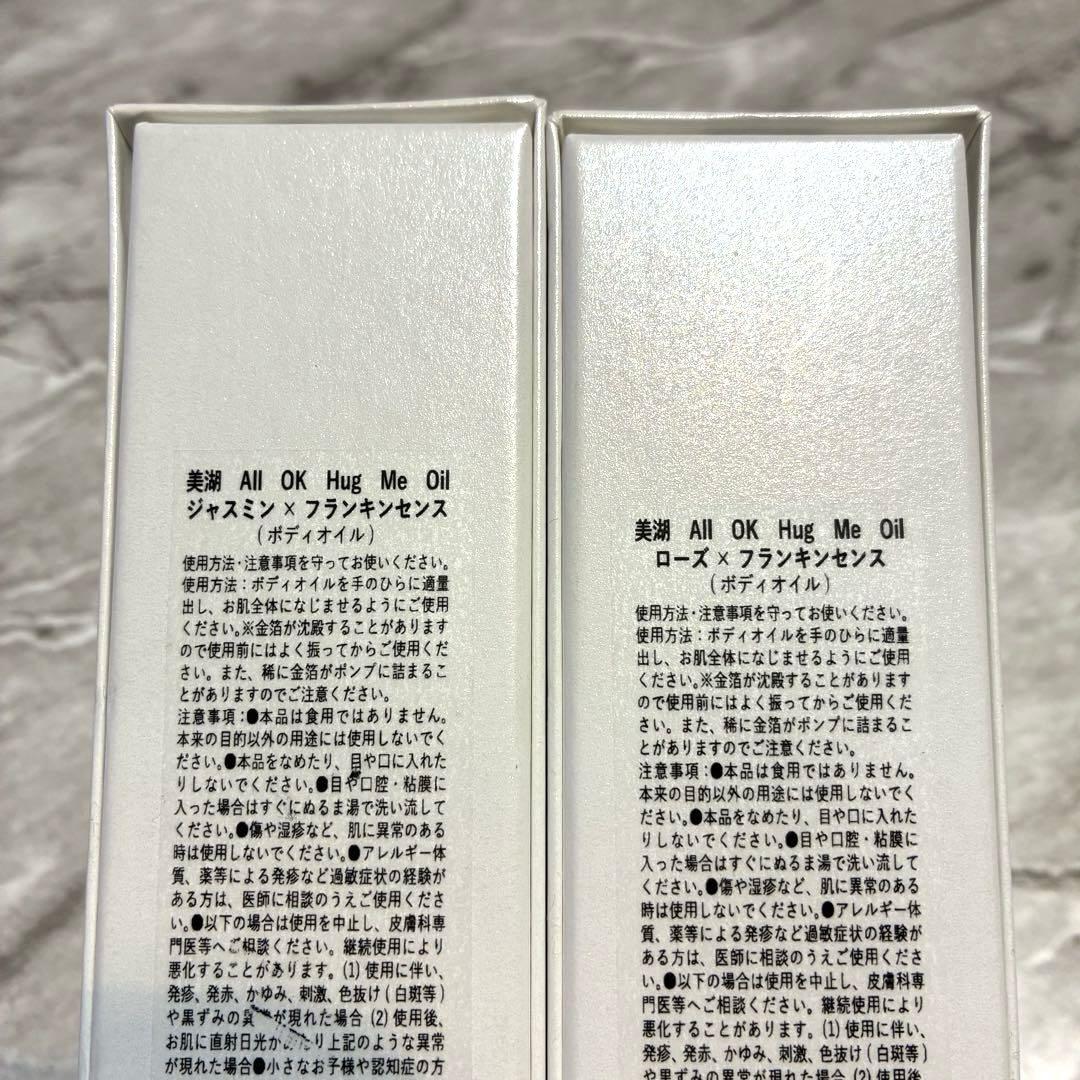 美湖 All OK Hug Me Oil
ジャスミン×フランキンセンス
(ボディオイル)
使用方法・注意事項を守ってお使いください。
使用方法：ボディオイルを手のひらに適量
出し、お肌全体になじませるようにご使用
ください。※金箔が沈殿することがあります
ので使用前にはよく振ってからご使用くだ
さい。また、稀に金箔がポンプに詰まるこ
とがありますのでご注意ください。
注意事項：●本品は食用ではありません。
本来の目的以外の用途には使用しないでく
ださい。●本品をなめたり、目や口に入れた
りしないでください。●目や口腔・粘膜に
入った場合はすぐにぬるま湯で洗い流して
ください。●傷や湿疹など、肌に異常のある
時は使用しないでください。●アレルギー体
質、薬等による発疹など過敏症状の経験が
ある方は、医師に相談のうえご使用くださ
い。●以下の場合は使用を中止し、皮膚科専
門医等へご相談ください。継続使用により
悪化することがあります。(1) 使用に伴い、
発疹、発赤、かゆみ、刺激、色抜け(白斑等)
や黒ずみの異常が現れた場合 (2) 使用後、
お肌に直射日光があたり上記のような異常
が現れた場合●小さなお子様や認知症の方
美湖 All OK Hug Me Oil
ローズ×フランキンセンス
(ボディオイル)
使用方法・注意事項を守ってお使いください。
使用方法：ボディオイルを手のひらに適量
出し、お肌全体になじませるようにご使用
ください。※金箔が沈殿することがあります
ので使用前にはよく振ってからご使用くだ
さい。また、稀に金箔がポンプに詰まるこ
とがありますのでご注意ください。
注意事項：●本品は食用ではありません。
本来の目的以外の用途には使用しないでく
ださい。●本品をなめたり、目や口に入れた
りしないでください。●目や口腔・粘膜に
入った場合はすぐにぬるま湯で洗い流して
ください。●傷や湿疹など、肌に異常のある
時は使用しないでください。●アレルギー体
質、薬等による発疹など過敏症状の経験が
ある方は、医師に相談のうえご使用くださ
い。●以下の場合は使用を中止し、皮膚科専
門医等へご相談ください。継続使用により
悪化することがあります。(1) 使用に伴い、
発疹、発赤、かゆみ、刺激、色抜け(白斑等)
や黒ずみの異常が現れた場合 (2) 使用後